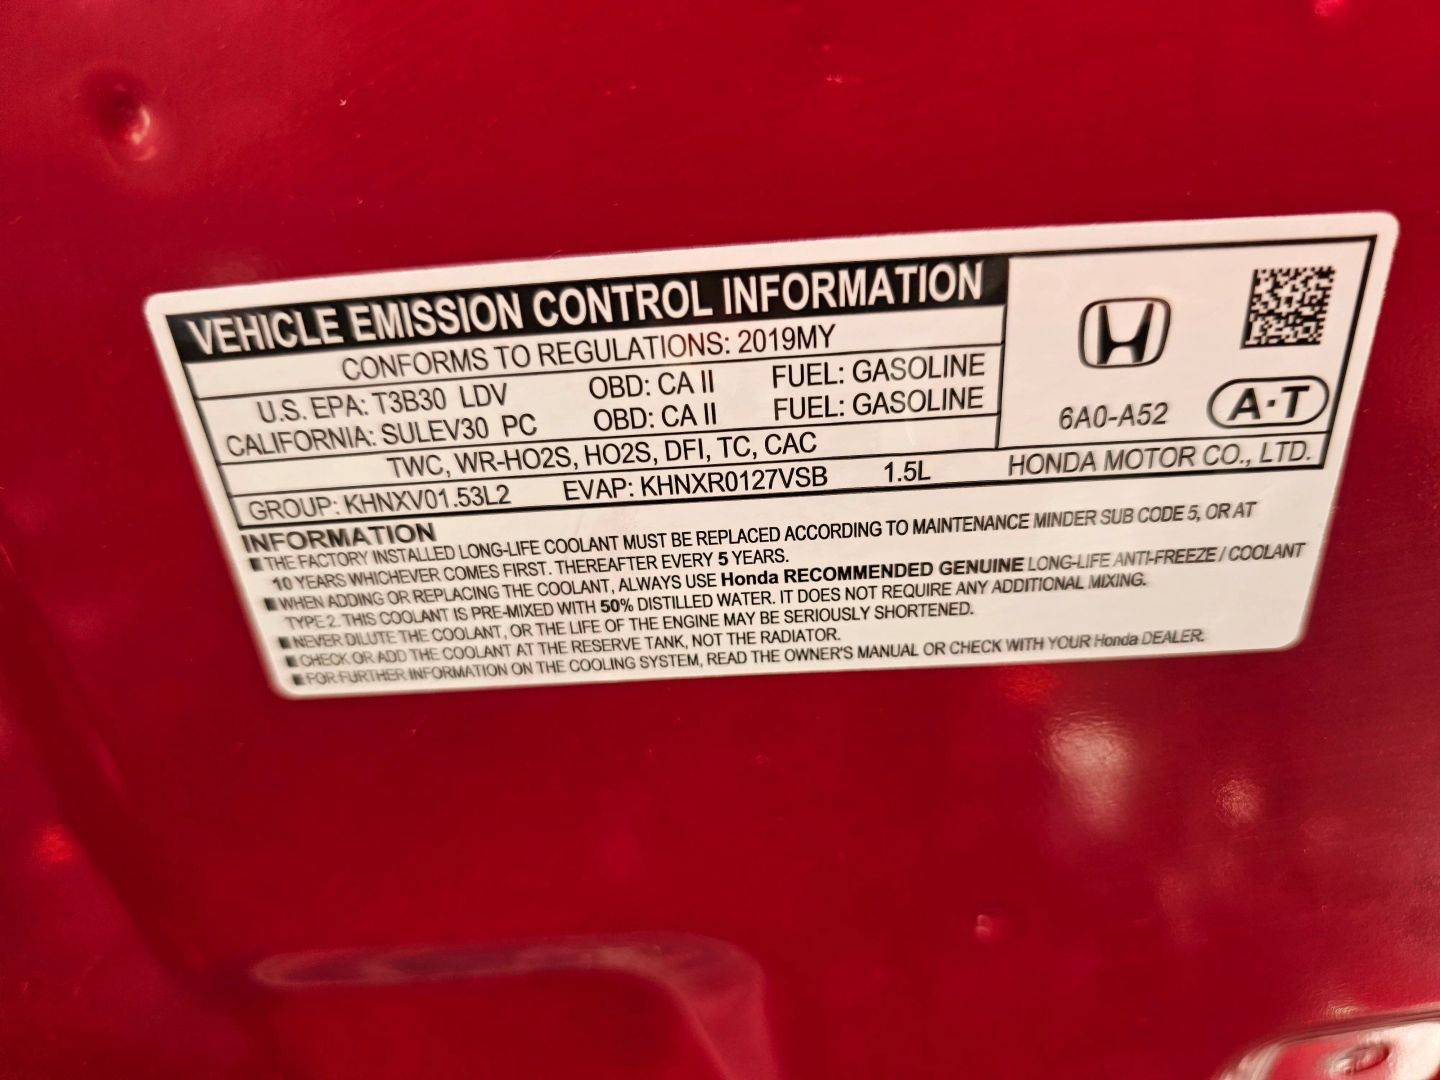 VEHICLE EMISSION CONTROL INFORMATION
CONFORMS TO REGULATIONS: 2019MY
U.S. EPA: T3B30 LDV OBD: CA II FUEL: GASOLINE
CALIFORNIA: SULEV30 PC OBD: CA II FUEL: GASOLINE
TWC, WR-HO2S, HO2S, DFI, TC, CAC
GROUP: KHNXV01.53L2 EVAP: KHNXR0127VSB 1.5L
6A0-A52 A·T
HONDA MOTOR CO., LTD.
INFORMATION
■ THE FACTORY INSTALLED LONG-LIFE COOLANT MUST BE REPLACED ACCORDING TO MAINTENANCE MINDER SUB CODE 5, OR AT
10 YEARS WHICHEVER COMES FIRST. THEREAFTER EVERY 5 YEARS.
■ WHEN ADDING OR REPLACING THE COOLANT, ALWAYS USE Honda RECOMMENDED GENUINE LONG-LIFE ANTI-FREEZE / COOLANT
TYPE 2. THIS COOLANT IS PRE-MIXED WITH 50% DISTILLED WATER. IT DOES NOT REQUIRE ANY ADDITIONAL MIXING.
■ NEVER DILUTE THE COOLANT, OR THE LIFE OF THE ENGINE MAY BE SERIOUSLY SHORTENED.
■ CHECK OR ADD THE COOLANT AT THE RESERVE TANK, NOT THE RADIATOR.
■ FOR FURTHER INFORMATION ON THE COOLING SYSTEM, READ THE OWNER'S MANUAL OR CHECK WITH YOUR Honda DEALER.